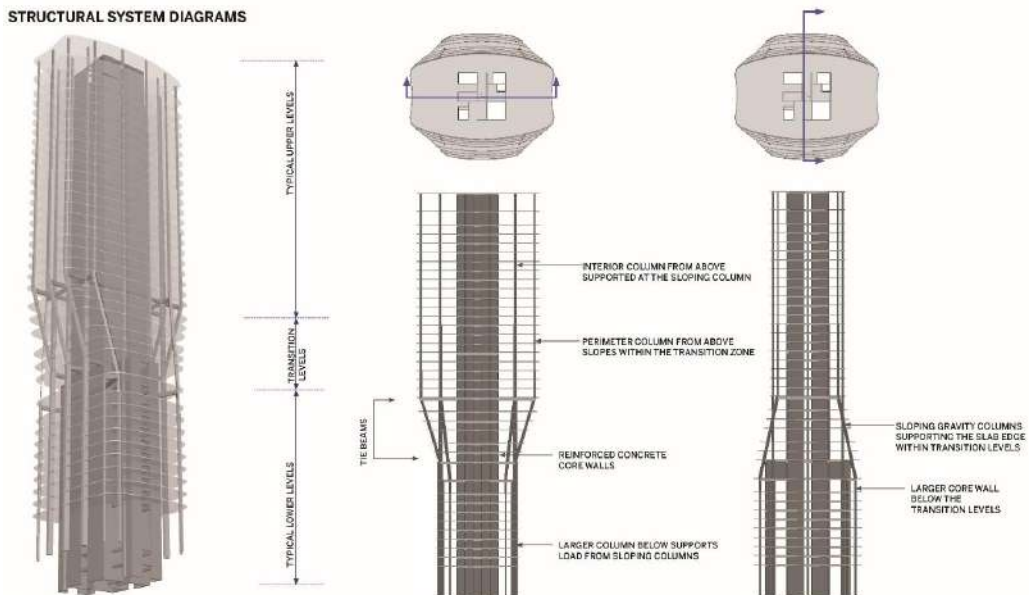 STRUCTURAL SYSTEM DIAGRAMS
TYPICAL UPPER LEVELS
TRANSITION
LEVELS
TYPICAL LOWER LEVELS
TIE BEAMS
INTERIOR COLUMN FROM ABOVE
SUPPORTED AT THE SLOPING COLUMN
PERIMETER COLUMN FROM ABOVE
SLOPES WITHIN THE TRANSITION ZONE
REINFORCED CONCRETE
CORE WALLS
LARGER COLUMN BELOW SUPPORTS
LOAD FROM SLOPING COLUMNS
SLOPING GRAVITY COLUMNS
SUPPORTING THE SLAB EDGE
WITHIN TRANSITION LEVELS
LARGER CORE WALL
BELOW THE
TRANSITION LEVELS